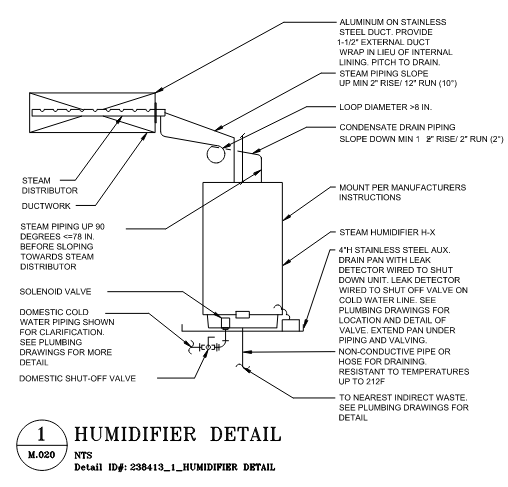 ALUMINUM ON STAINLESS
STEEL DUCT. PROVIDE
1-1/2" EXTERNAL DUCT
WRAP IN LIEU OF INTERNAL
LINING. PITCH TO DRAIN.
STEAM PIPING SLOPE
UP MIN 2" RISE/ 12" RUN (10°)
LOOP DIAMETER >8 IN.
CONDENSATE DRAIN PIPING
SLOPE DOWN MIN 1 2" RISE/ 2" RUN (2°)
STEAM
DISTRIBUTOR
DUCTWORK
MOUNT PER MANUFACTURERS
INSTRUCTIONS
STEAM PIPING UP 90
DEGREES <=78 IN.
BEFORE SLOPING
TOWARDS STEAM
DISTRIBUTOR
STEAM HUMIDIFIER H-X
4"H STAINLESS STEEL AUX.
DRAIN PAN WITH LEAK
DETECTOR WIRED TO SHUT
DOWN UNIT. LEAK DETECTOR
WIRED TO SHUT OFF VALVE ON
COLD WATER LINE. SEE
PLUMBING DRAWINGS FOR
LOCATION AND DETAIL OF
VALVE. EXTEND PAN UNDER
PIPING AND VALVING.
SOLENOID VALVE
DOMESTIC COLD
WATER PIPING SHOWN
FOR CLARIFICATION.
SEE PLUMBING
DRAWINGS FOR MORE
DETAIL
DOMESTIC SHUT-OFF VALVE
NON-CONDUCTIVE PIPE OR
HOSE FOR DRAINING.
RESISTANT TO TEMPERATURES
UP TO 212F
TO NEAREST INDIRECT WASTE.
SEE PLUMBING DRAWINGS FOR
DETAIL
1
M.020
HUMIDIFIER DETAIL
NTS
Detail ID#: 238413_1_HUMIDIFIER DETAIL